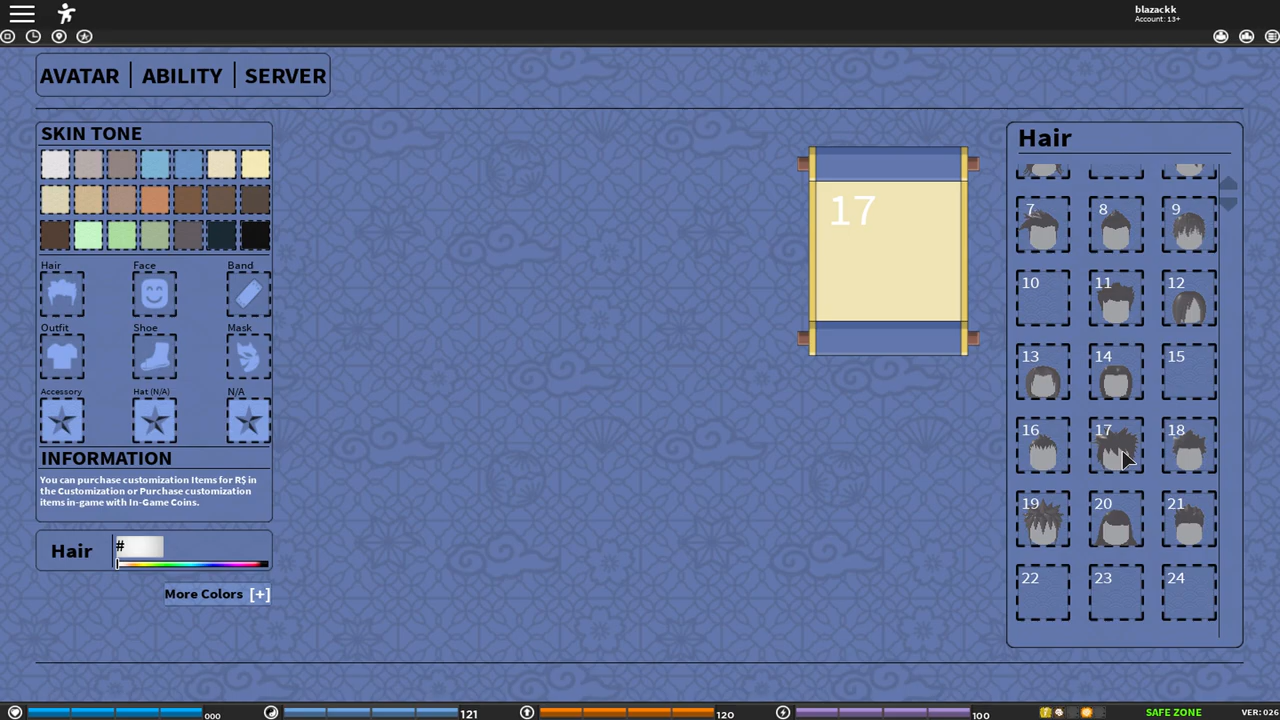 blazackk
Account: 13+
AVATAR | ABILITY | SERVER
SKIN TONE
Hair
Face
Band
Outfit
Shoe
Mask
Accessory
Hat (N/A)
N/A
INFORMATION
You can purchase customization Items for R$ in
the Customization or Purchase customization
items in-game with In-Game Coins.
Hair
#
More Colors [+]
17
Hair
7 8 9
10 11 12
13 14 15
16 17 18
19 20 21
22 23 24
000
121
120
100
SAFE ZONE
VER: 026